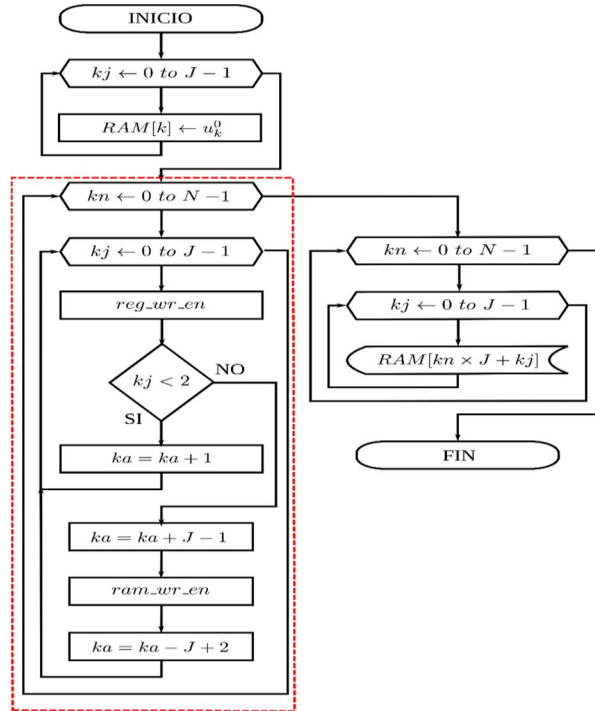 INICIO
kj ← 0 to J − 1
RAM[k] ← u_k^0
kn ← 0 to N − 1
kj ← 0 to J − 1
reg_wr_en
kj < 2
NO
SI
ka = ka + 1
ka = ka + J − 1
ram_wr_en
ka = ka − J + 2
kn ← 0 to N − 1
kj ← 0 to J − 1
RAM[kn × J + kj]
FIN